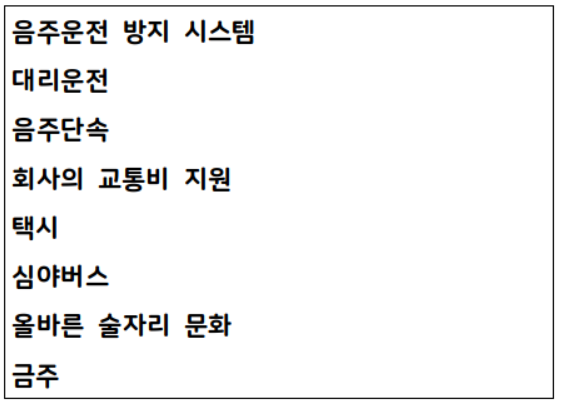 음주운전 방지 시스템
대리운전
음주단속
회사의 교통비 지원
택시
심야버스
올바른 술자리 문화
금주